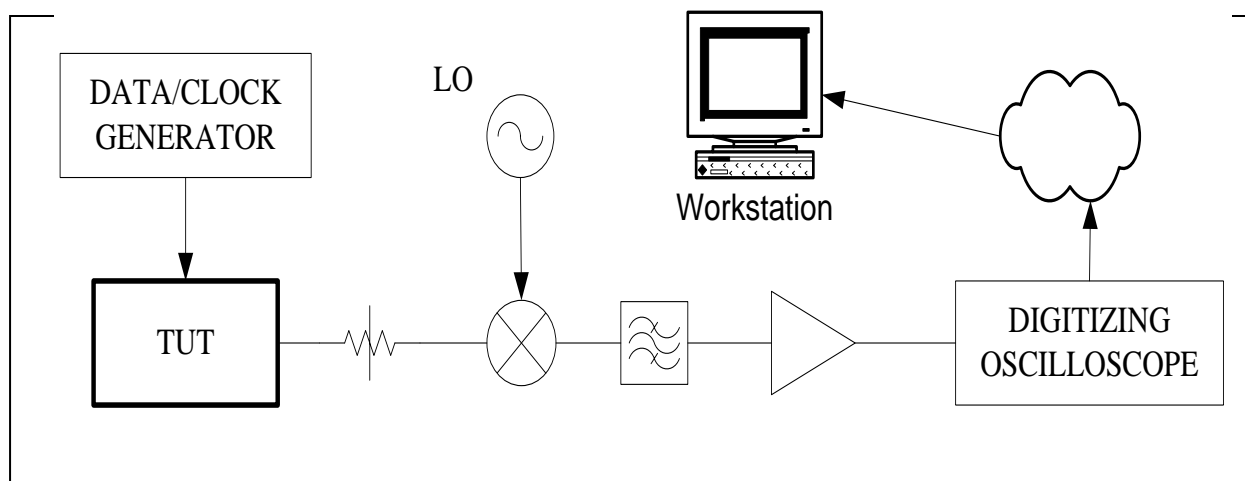 DATA/CLOCK
GENERATOR
LO
Workstation
TUT
DIGITIZING
OSCILLOSCOPE